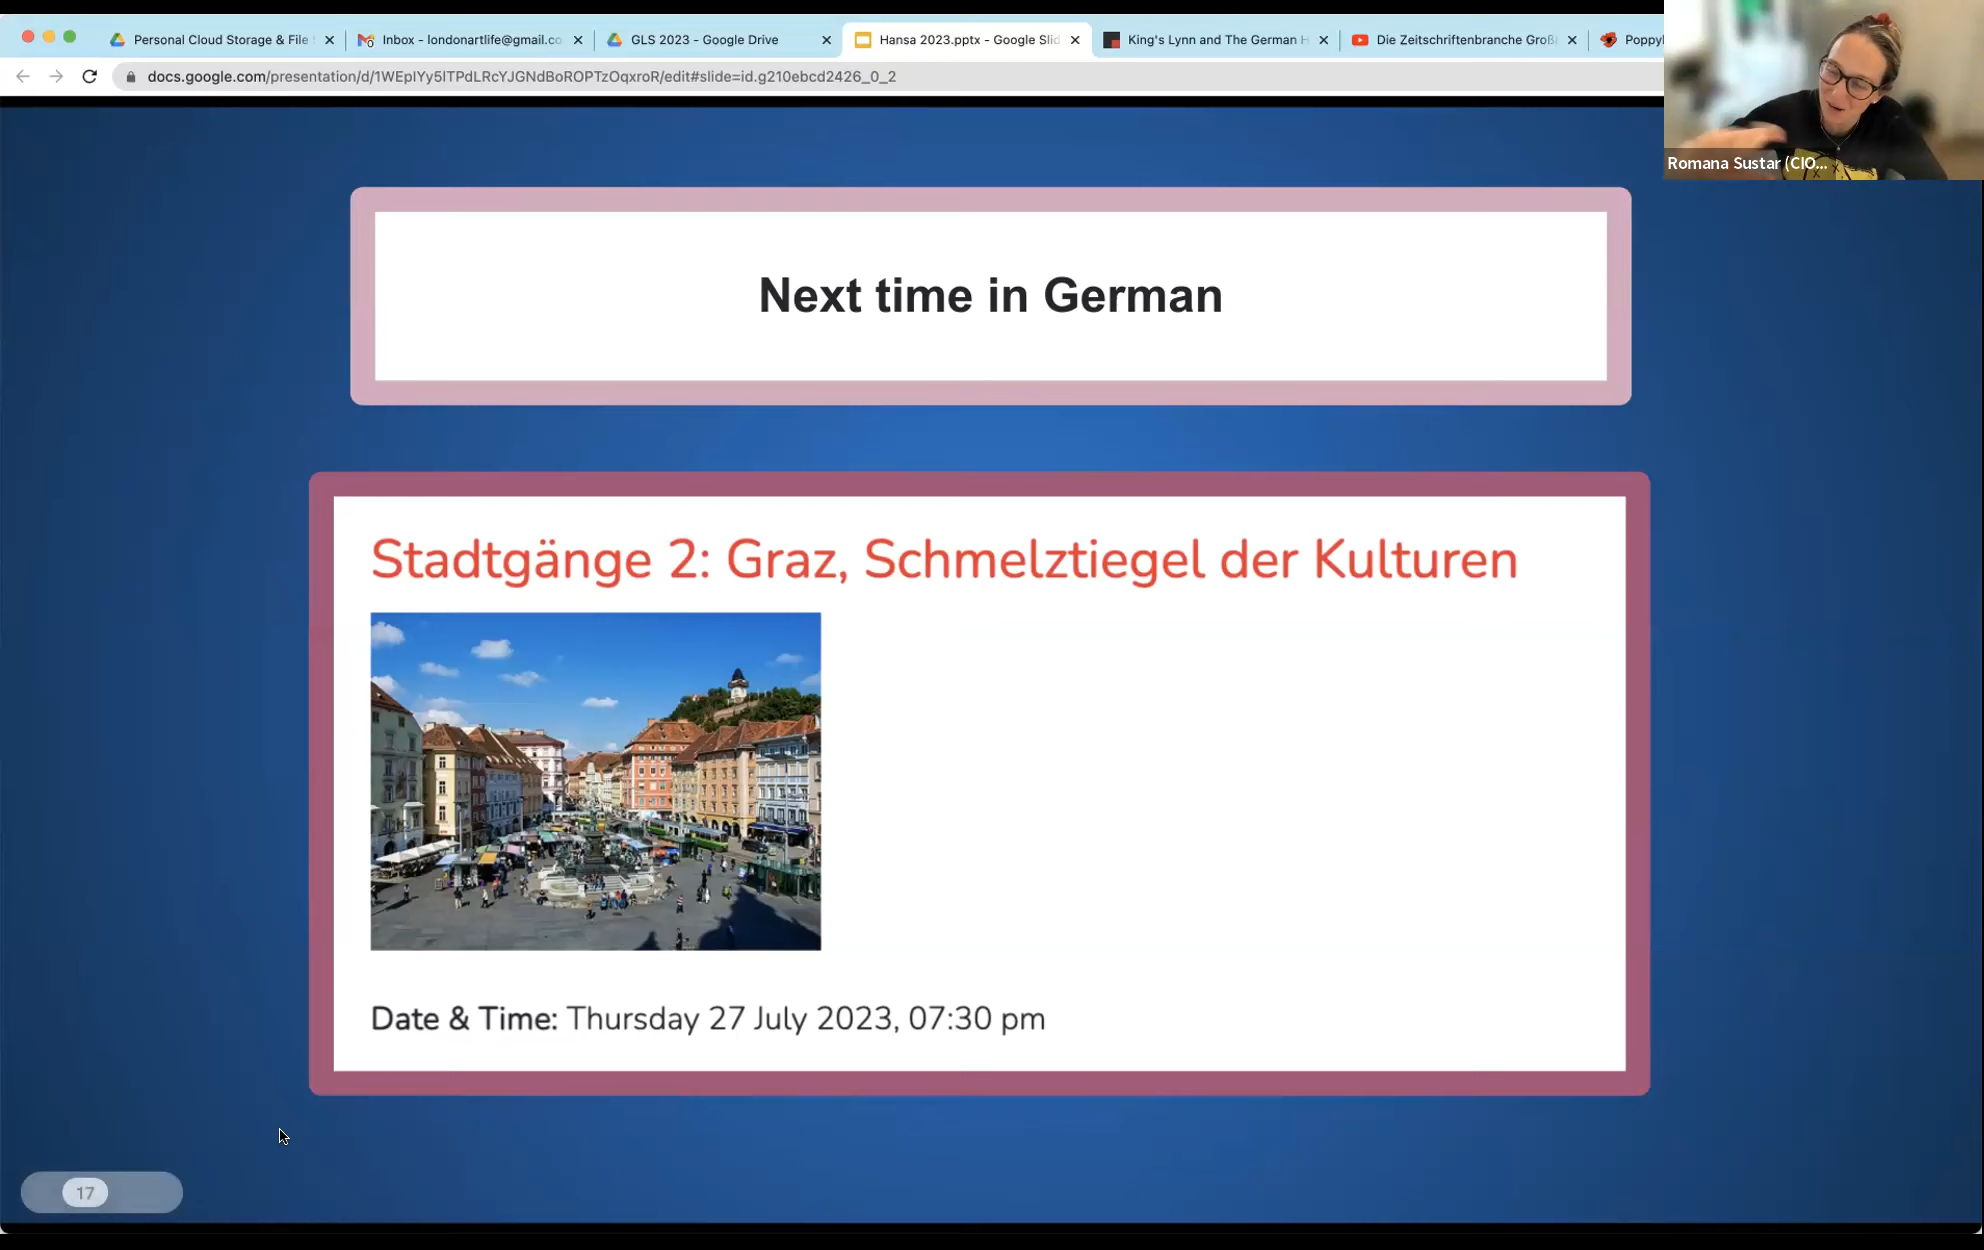 Personal Cloud Storage & File
Inbox - londonartlife@gmail.co
GLS 2023 - Google Drive
Hansa 2023.pptx - Google Slid
King's Lynn and The German H
Die Zeitschriftenbranche Groß
Poppy
docs.google.com/presentation/d/1WEpIYy5ITPdLRcYJGNdBoROPTzOqxroR/edit#slide=id.g210ebcd2426_0_2
Romana Sustar (CIO...
Next time in German
Stadtgänge 2: Graz, Schmelztiegel der Kulturen
Date & Time: Thursday 27 July 2023, 07:30 pm
17